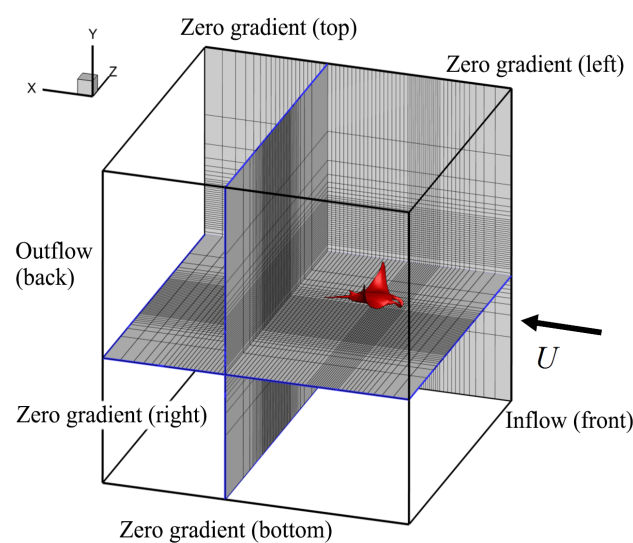 Zero gradient (top)
Y
Z
X
Zero gradient (left)
Outflow
(back)
U
Zero gradient (right)
Inflow (front)
Zero gradient (bottom)